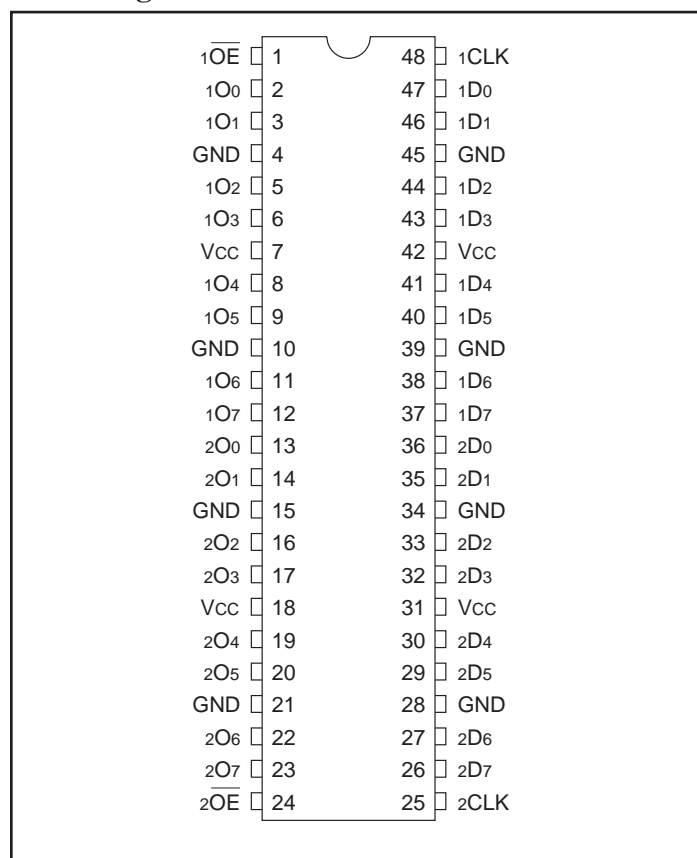 1O̅E̅ 1 48 1CLK
1O0 2 47 1D0
1O1 3 46 1D1
GND 4 45 GND
1O2 5 44 1D2
1O3 6 43 1D3
VCC 7 42 VCC
1O4 8 41 1D4
1O5 9 40 1D5
GND 10 39 GND
1O6 11 38 1D6
1O7 12 37 1D7
2O0 13 36 2D0
2O1 14 35 2D1
GND 15 34 GND
2O2 16 33 2D2
2O3 17 32 2D3
VCC 18 31 VCC
2O4 19 30 2D4
2O5 20 29 2D5
GND 21 28 GND
2O6 22 27 2D6
2O7 23 26 2D7
2O̅E̅ 24 25 2CLK